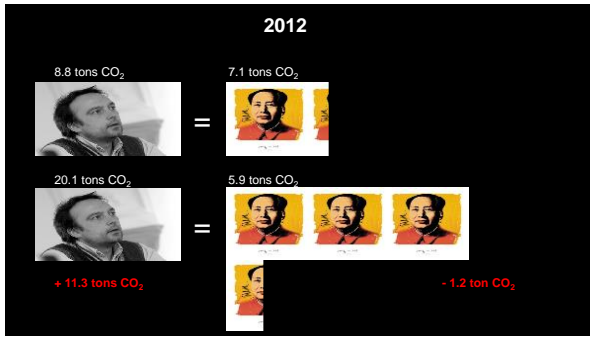 2012
8.8 tons CO₂
7.1 tons CO₂
=
20.1 tons CO₂
5.9 tons CO₂
=
+ 11.3 tons CO₂
- 1.2 ton CO₂